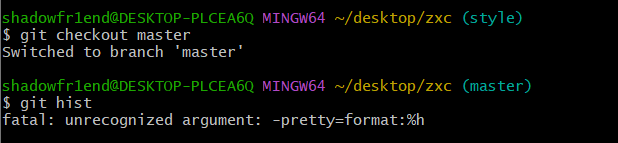 shadowfr1end@DESKTOP-PLCEA6Q MINGW64 ~/desktop/zxc (style)
$ git checkout master
Switched to branch 'master'
shadowfr1end@DESKTOP-PLCEA6Q MINGW64 ~/desktop/zxc (master)
$ git hist
fatal: unrecognized argument: -pretty=format:%h